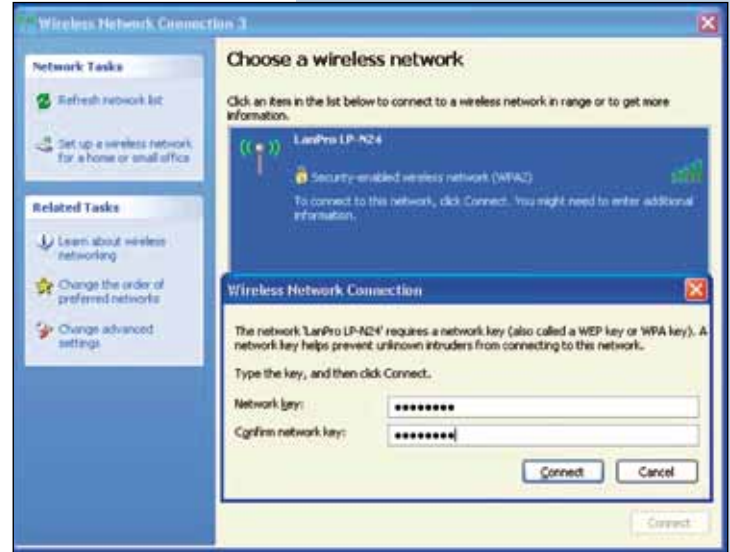 Wireless Network Connection 3
Network Tasks
Refresh network list
Set up a wireless network
for a home or small office
Related Tasks
Learn about wireless
networking
Change the order of
preferred networks
Change advanced
settings
Choose a wireless network
Click an item in the list below to connect to a wireless network in range or to get more
information.
LanPro LP-N24
Security-enabled wireless network (WPA2)
To connect to this network, click Connect. You might need to enter additional
information.
Wireless Network Connection
The network 'LanPro LP-N24' requires a network key (also called a WEP key or WPA key). A
network key helps prevent unknown intruders from connecting to this network.
Type the key, and then click Connect.
Network key: ••••••••
Confirm network key: ••••••••
Connect Cancel
Connect